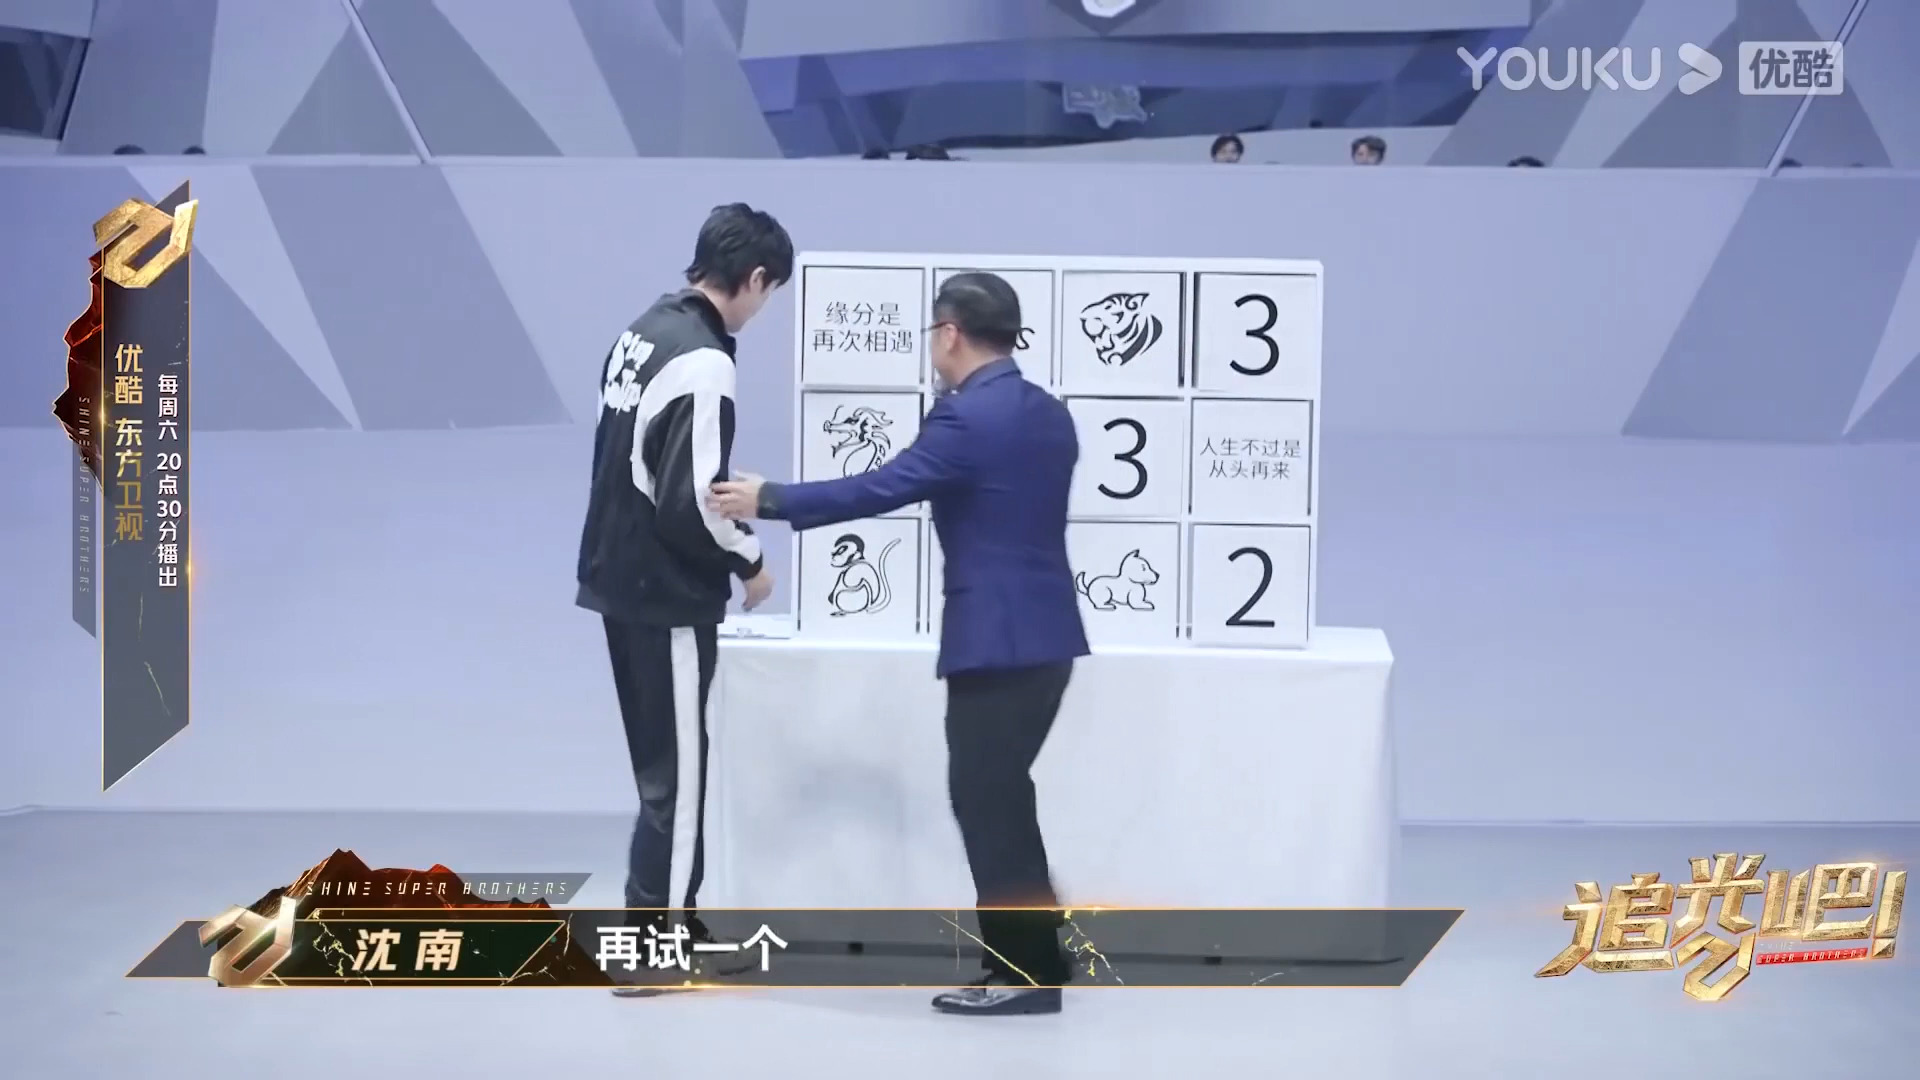 YOUKU 优酷
优酷 东方卫视
每周六 20点30分播出
SHINE SUPER BROTHERS
缘分是
再次相遇
3
3
人生不过是
从头再来
2
SHINE SUPER BROTHERS
沈南
再试一个
追光吧!
SUPER BROTHERS